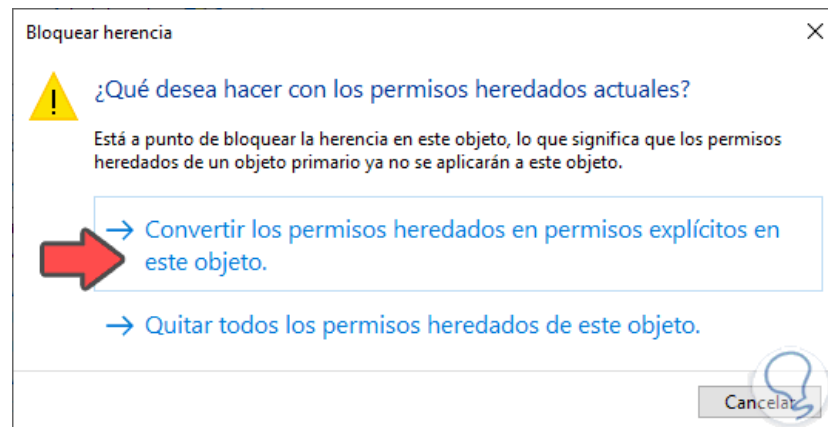 Bloquear herencia
¿Qué desea hacer con los permisos heredados actuales?
Está a punto de bloquear la herencia en este objeto, lo que significa que los permisos
heredados de un objeto primario ya no se aplicarán a este objeto.
Convertir los permisos heredados en permisos explícitos en
este objeto.
Quitar todos los permisos heredados de este objeto.
Cancelar